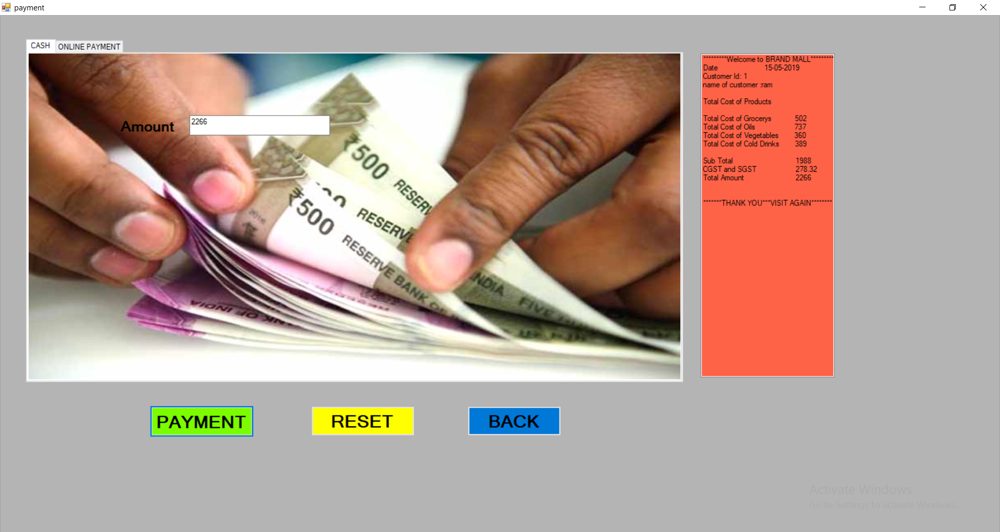 payment
CASH
ONLINE PAYMENT
Amount
2266
₹500
RESERV
RESERVE
₹500
RESERVE BANK OF
INDIA
FIVE
2016
PAYMENT
RESET
BACK
*********Welcome to BRAND MALL*********
Date 15-05-2019
Customer Id: 1
name of customer :ram
Total Cost of Products
Total Cost of Grocerys 502
Total Cost of Oils 737
Total Cost of Vegetables 360
Total Cost of Cold Drinks 389
Sub Total 1988
CGST and SGST 278.32
Total Amount 2266
*******THANK YOU***VISIT AGAIN********
Activate Windows
Go to Settings to activate Windows.